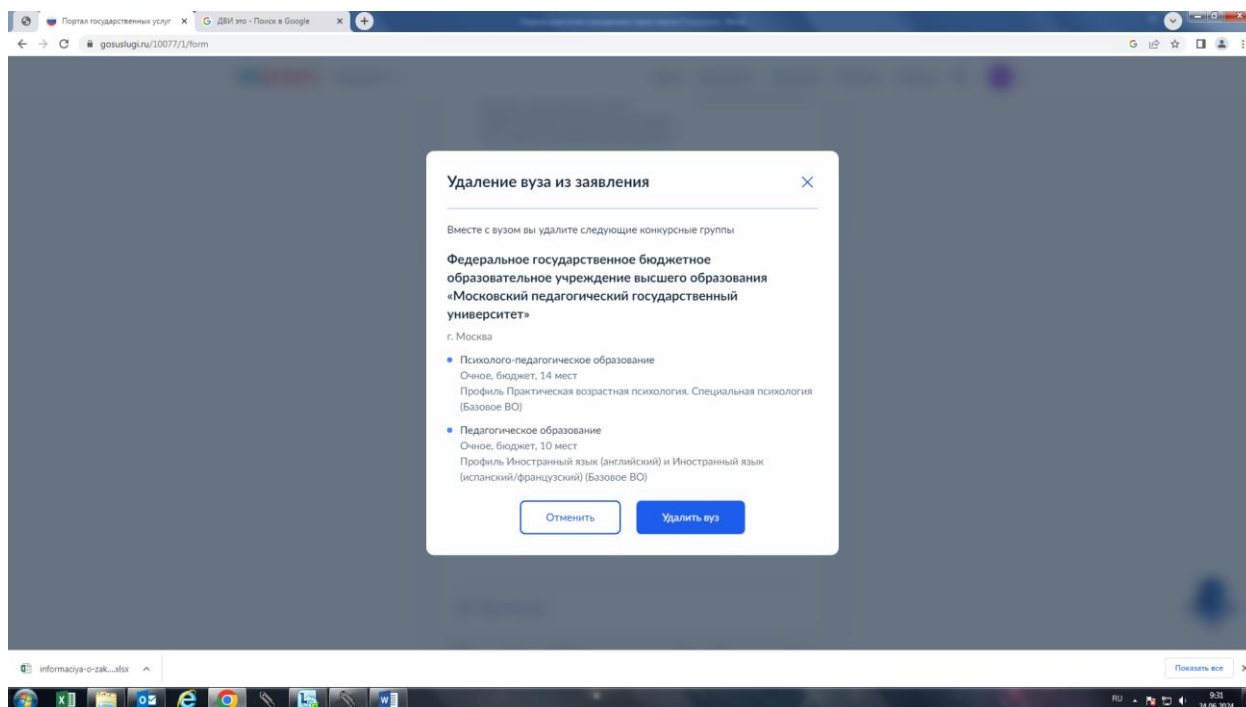 Портал государственных услуг
ДВИ это - Поиск в Google
gosuslugi.ru/10077/1/form
Удаление вуза из заявления
Вместе с вузом вы удалите следующие конкурсные группы
Федеральное государственное бюджетное
образовательное учреждение высшего образования
«Московский педагогический государственный
университет»
г. Москва
Психолого-педагогическое образование
Очное, бюджет, 14 мест
Профиль Практическая возрастная психология. Специальная психология
(Базовое ВО)
Педагогическое образование
Очное, бюджет, 10 мест
Профиль Иностранный язык (английский) и Иностранный язык
(испанский/французский) (Базовое ВО)
Отменить
Удалить вуз
informaciya-o-zak....xlsx
Показать все
RU
9:31
24.06.2024